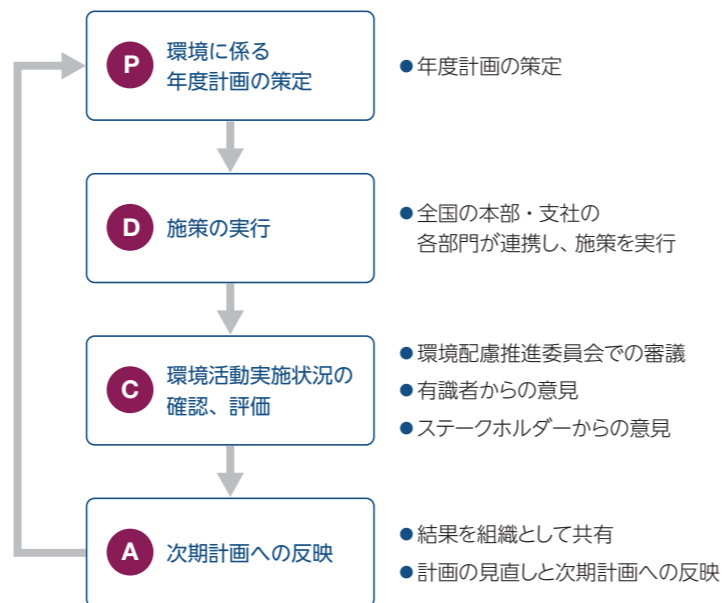 P
環境に係る
年度計画の策定
●年度計画の策定
D
施策の実行
●全国の本部・支社の
各部門が連携し、施策を実行
C
環境活動実施状況の
確認、評価
●環境配慮推進委員会での審議
●有識者からの意見
●ステークホルダーからの意見
A
次期計画への反映
●結果を組織として共有
●計画の見直しと次期計画への反映